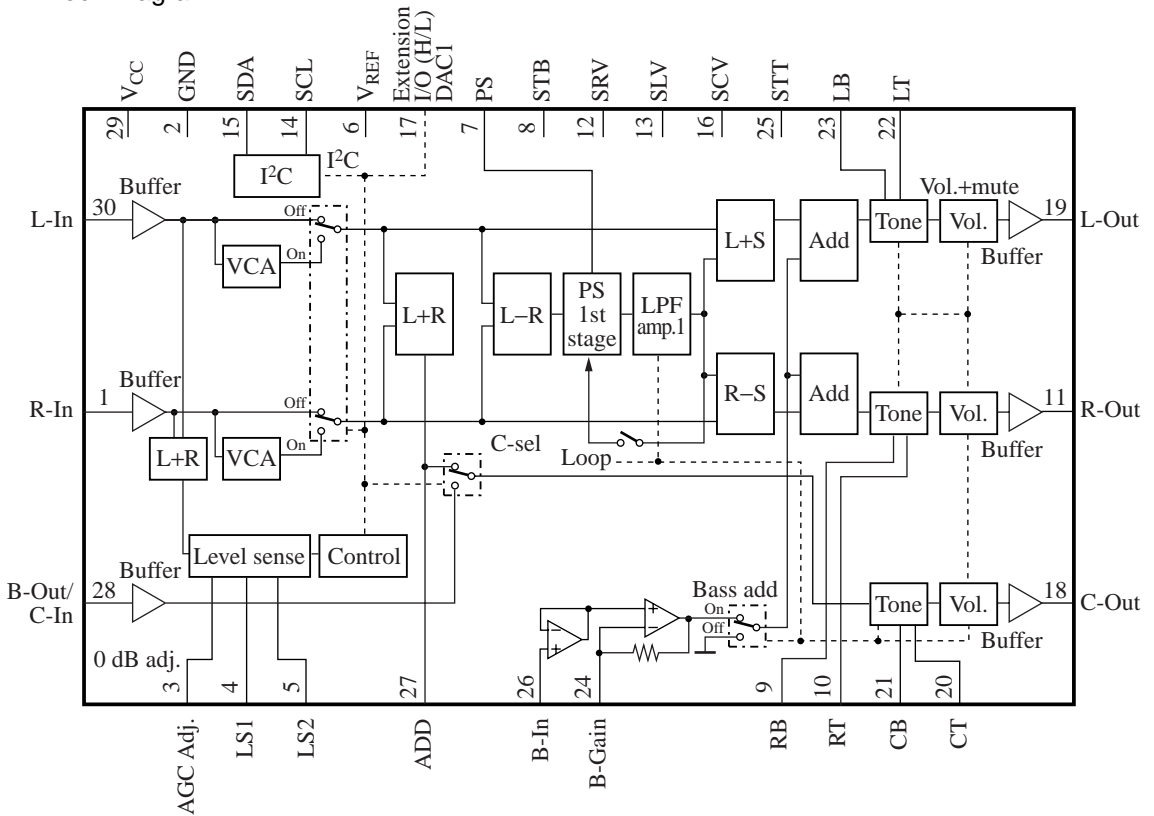 VCC
GND
SDA
SCL
VREF
Extension
I/O (H/L)
DAC1
PS
STB
SRV
SLV
SCV
STT
LB
LT
29
2
15
14
6
17
7
8
12
13
16
25
23
22
I²C
I²C
Buffer
L-In
30
Off
On
VCA
L+R
L−R
PS
1st
stage
LPF
amp.1
L+S
Add
Tone
Vol.+mute
Vol.
Buffer
19
L-Out
Buffer
R-In
1
Off
On
L+R
VCA
R−S
Add
Tone
Vol.
Buffer
11
R-Out
C-sel
Loop
Level sense
Control
Buffer
B-Out/
C-In
28
Bass add
On
Off
Tone
Vol.
Buffer
18
C-Out
+
−
−
+
0 dB adj.
3
4
5
27
26
24
9
10
21
20
AGC Adj.
LS1
LS2
ADD
B-In
B-Gain
RB
RT
CB
CT